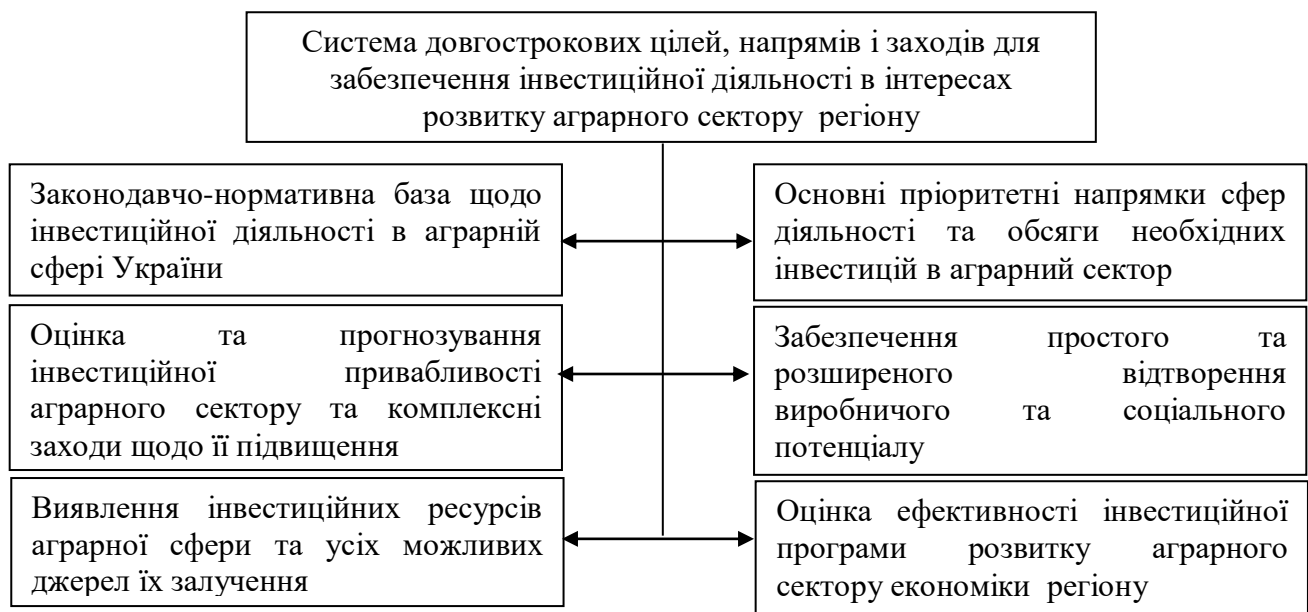 Система довгострокових цілей, напрямів і заходів для
забезпечення інвестиційної діяльності в інтересах
розвитку аграрного сектору регіону
Законодавчо-нормативна база щодо
інвестиційної діяльності в аграрній
сфері України
Основні пріоритетні напрямки сфер
діяльності та обсяги необхідних
інвестицій в аграрний сектор
Оцінка та прогнозування
інвестиційної привабливості
аграрного сектору та комплексні
заходи щодо її підвищення
Забезпечення простого та
розширеного відтворення
виробничого та соціального
потенціалу
Виявлення інвестиційних ресурсів
аграрної сфери та усіх можливих
джерел їх залучення
Оцінка ефективності інвестиційної
програми розвитку аграрного
сектору економіки регіону